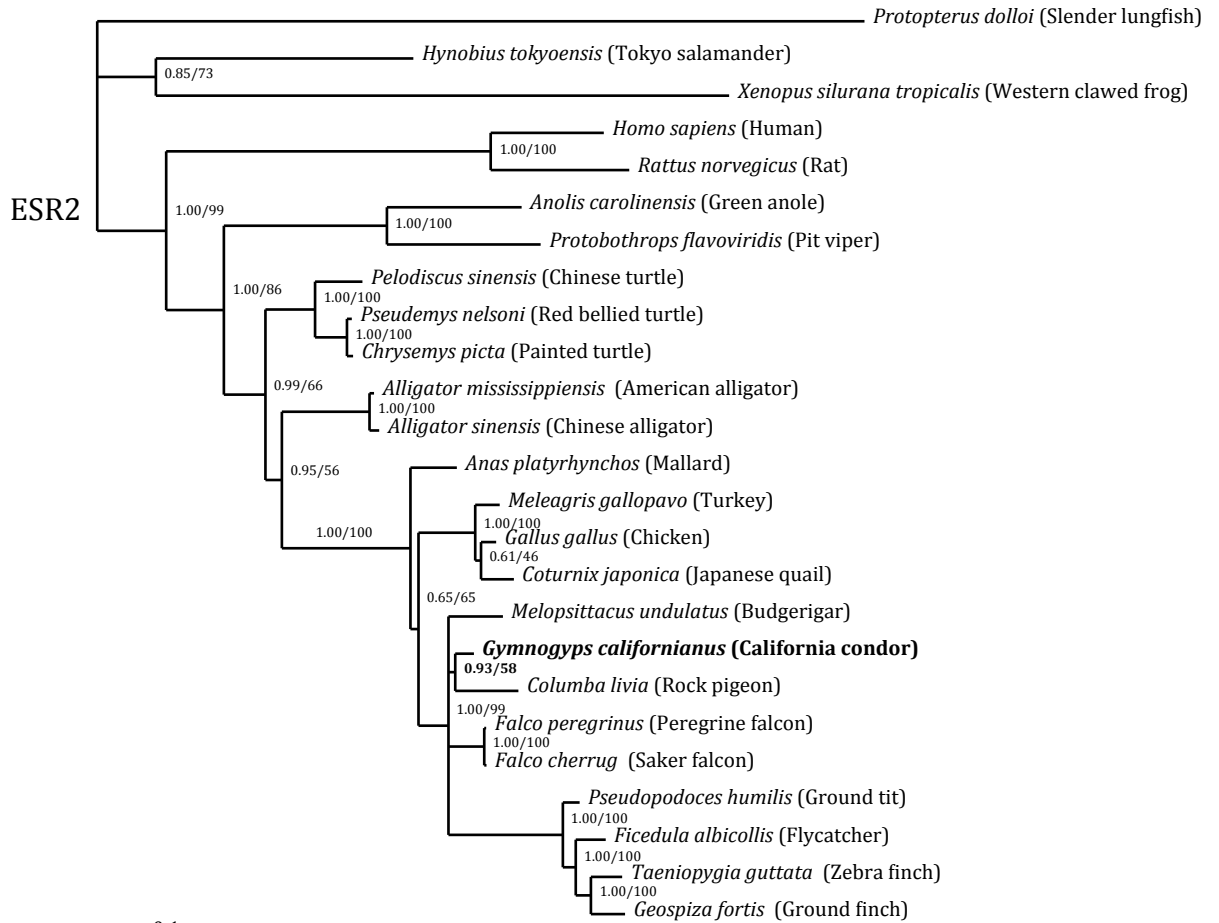 Protopterus dolloi (Slender lungfish)
Hynobius tokyoensis (Tokyo salamander)
0.85/73
Xenopus silurana tropicalis (Western clawed frog)
Homo sapiens (Human)
1.00/100
Rattus norvegicus (Rat)
ESR2
1.00/99
Anolis carolinensis (Green anole)
1.00/100
Protobothrops flavoviridis (Pit viper)
1.00/86
Pelodiscus sinensis (Chinese turtle)
1.00/100
Pseudemys nelsoni (Red bellied turtle)
1.00/100
Chrysemys picta (Painted turtle)
0.99/66
Alligator mississippiensis (American alligator)
1.00/100
Alligator sinensis (Chinese alligator)
0.95/56
Anas platyrhynchos (Mallard)
1.00/100
Meleagris gallopavo (Turkey)
1.00/100
Gallus gallus (Chicken)
0.61/46
Coturnix japonica (Japanese quail)
0.65/65
Melopsittacus undulatus (Budgerigar)
Gymnogyps californianus (California condor)
0.93/58
Columba livia (Rock pigeon)
1.00/99
Falco peregrinus (Peregrine falcon)
1.00/100
Falco cherrug (Saker falcon)
Pseudopodoces humilis (Ground tit)
1.00/100
Ficedula albicollis (Flycatcher)
1.00/100
Taeniopygia guttata (Zebra finch)
1.00/100
Geospiza fortis (Ground finch)